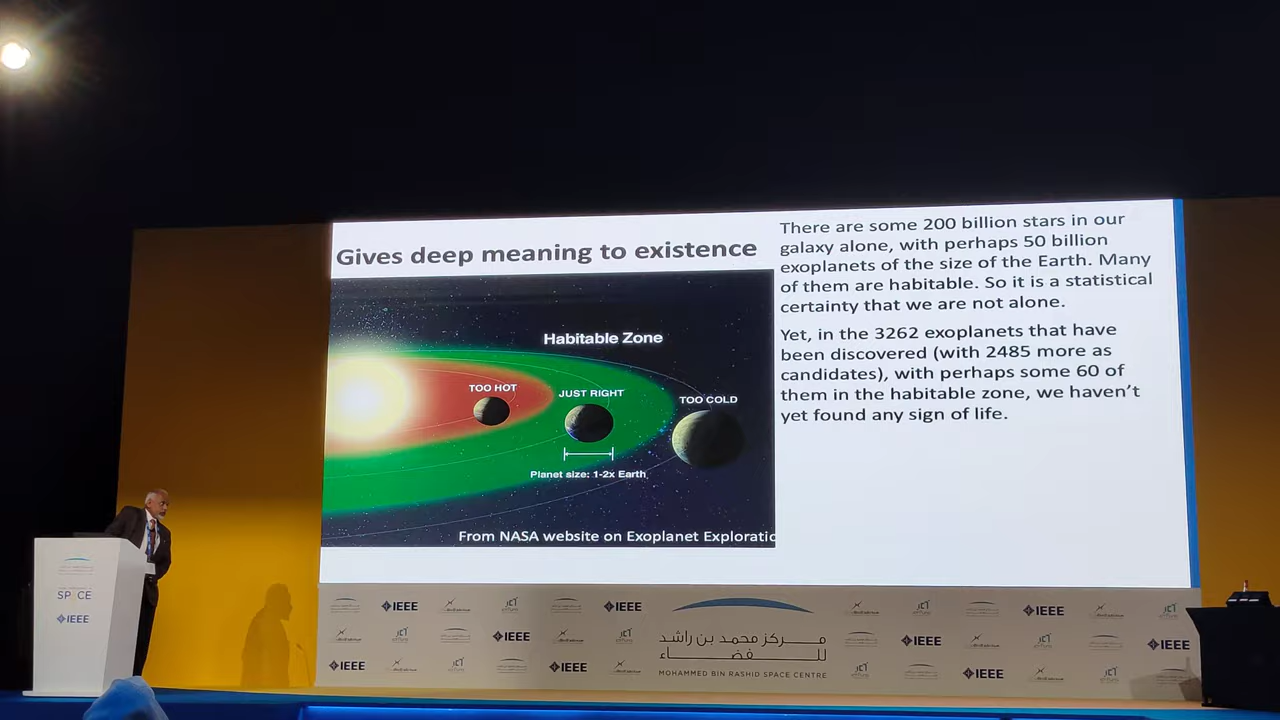 Gives deep meaning to existence
Habitable Zone
TOO HOT
JUST RIGHT
TOO COLD
Planet size: 1-2x Earth
From NASA website on Exoplanet Exploratio
There are some 200 billion stars in our
galaxy alone, with perhaps 50 billion
exoplanets of the size of the Earth. Many
of them are habitable. So it is a statistical
certainty that we are not alone.
Yet, in the 3262 exoplanets that have
been discovered (with 2485 more as
candidates), with perhaps some 60 of
them in the habitable zone, we haven't
yet found any sign of life.
SPACE
IEEE
IEEE
IEEE
IEEE
IEEE
IEEE
IEEE
IEEE
IEEE
IEEE
مركز محمد بن راشد
للفضاء
MOHAMMED BIN RASHID SPACE CENTRE